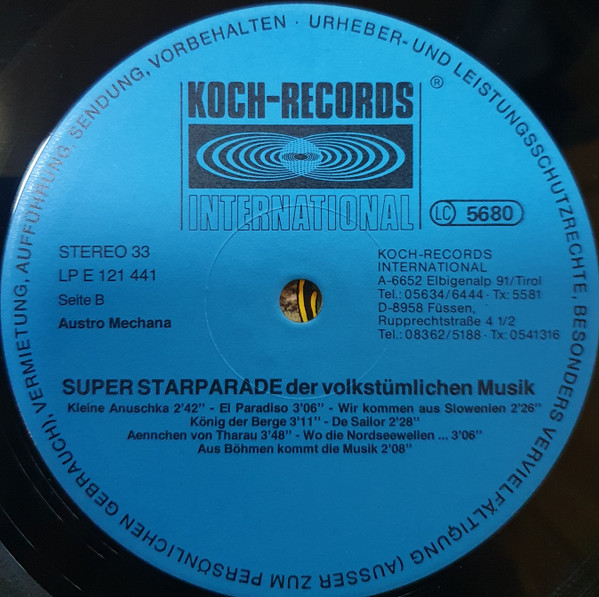 URHEBER- UND LEISTUNGSSCHUTZRECHTE, BESONDERS VERVIELFÄLTIGUNG (AUSSER ZUM PERSÖNLICHEN GEBRAUCH), VERMIETUNG, AUFFÜHRUNG, SENDUNG, VORBEHALTEN ·
KOCH-RECORDS
®
INTERNATIONAL
LC 5680
STEREO 33
LP E 121 441
Seite B
Austro Mechana
KOCH-RECORDS
INTERNATIONAL
A-6652 Elbigenalp 91/Tirol
Tel.: 05634/6444 · Tx: 5581
D-8958 Füssen,
Rupprechtstraße 4 1/2
Tel.: 08362/5188 · Tx: 0541316
SUPER STARPARADE der volkstümlichen Musik
Kleine Anuschka 2'42" - El Paradiso 3'06" - Wir kommen aus Slowenien 2'26"
König der Berge 3'11" - De Sailor 2'28"
Aennchen von Tharau 3'48" - Wo die Nordseewellen ... 3'06"
Aus Böhmen kommt die Musik 2'08"